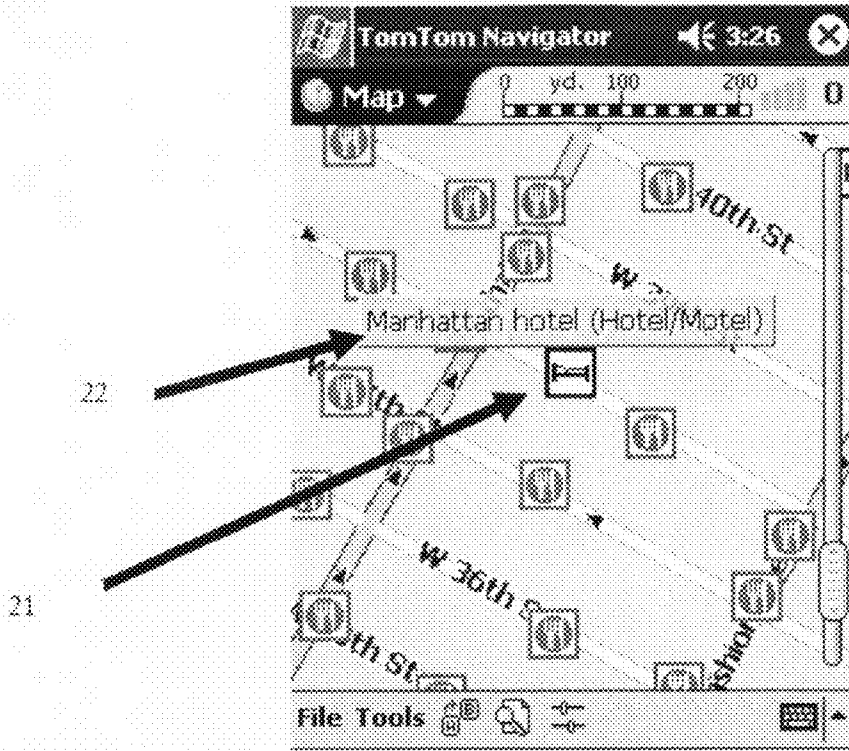 TomTom Navigator 3:26
Map
0 yd. 100 200
0
40th St
Manhattan hotel (Hotel/Motel)
22
21
W 36th
th St
File Tools